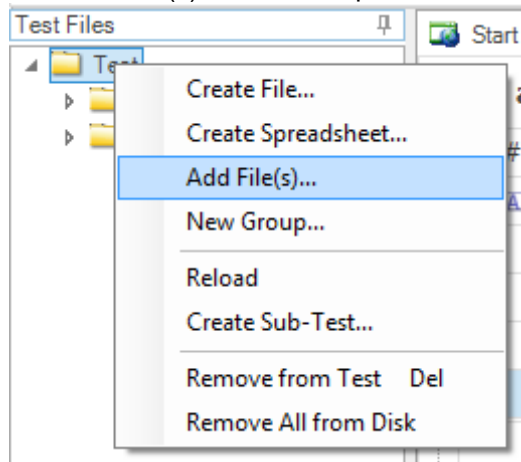 Test Files
Start
Test
Create File...
Create Spreadsheet...
Add File(s)...
New Group...
Reload
Create Sub-Test...
Remove from Test Del
Remove All from Disk